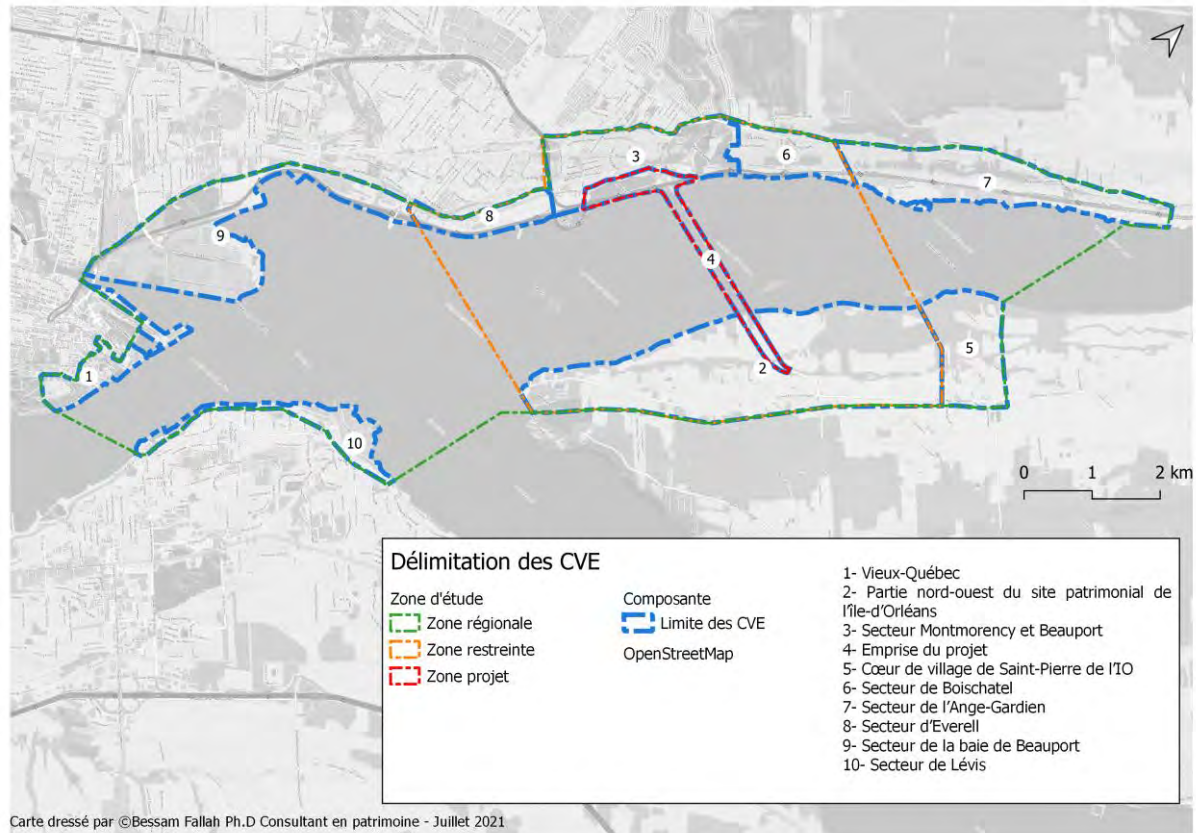 3
6
7
8
9
4
5
2
1
10
0 1 2 km
Délimitation des CVE
Zone d'étude
Zone régionale
Zone restreinte
Zone projet
Composante
Limite des CVE
OpenStreetMap
1- Vieux-Québec
2- Partie nord-ouest du site patrimonial de
l'île-d'Orléans
3- Secteur Montmorency et Beauport
4- Emprise du projet
5- Cœur de village de Saint-Pierre de l'IO
6- Secteur de Boischatel
7- Secteur de l'Ange-Gardien
8- Secteur d'Everell
9- Secteur de la baie de Beauport
10- Secteur de Lévis
Carte dressé par ©Bessam Fallah Ph.D Consultant en patrimoine - Juillet 2021